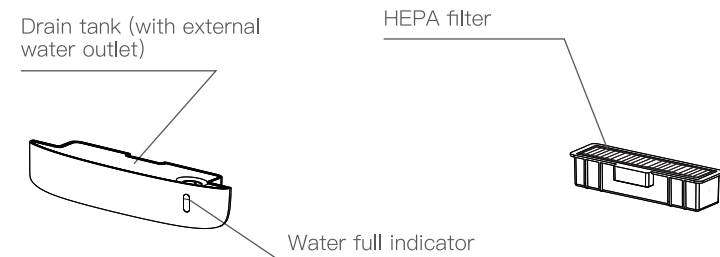 Drain tank (with external
water outlet)
HEPA filter
Water full indicator